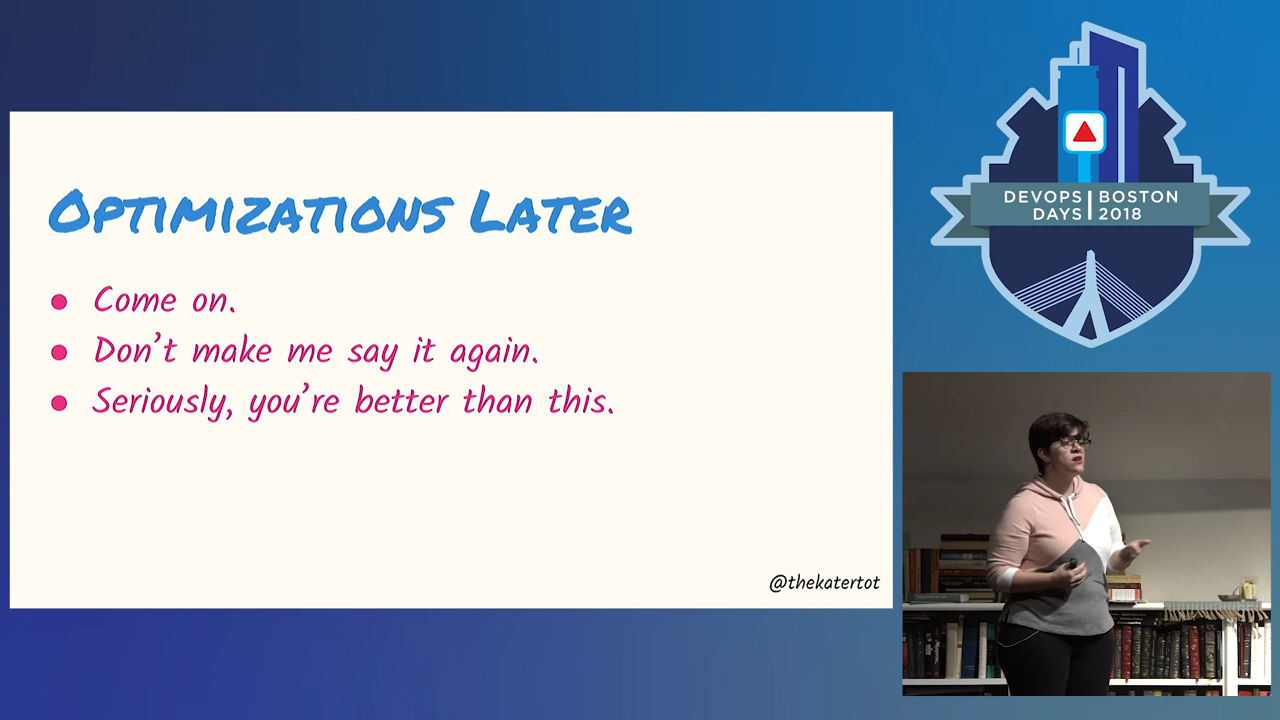 Optimizations Later
● Come on.
● Don’t make me say it again.
● Seriously, you’re better than this.
@thekatertot
DEVOPS DAYS | BOSTON 2018